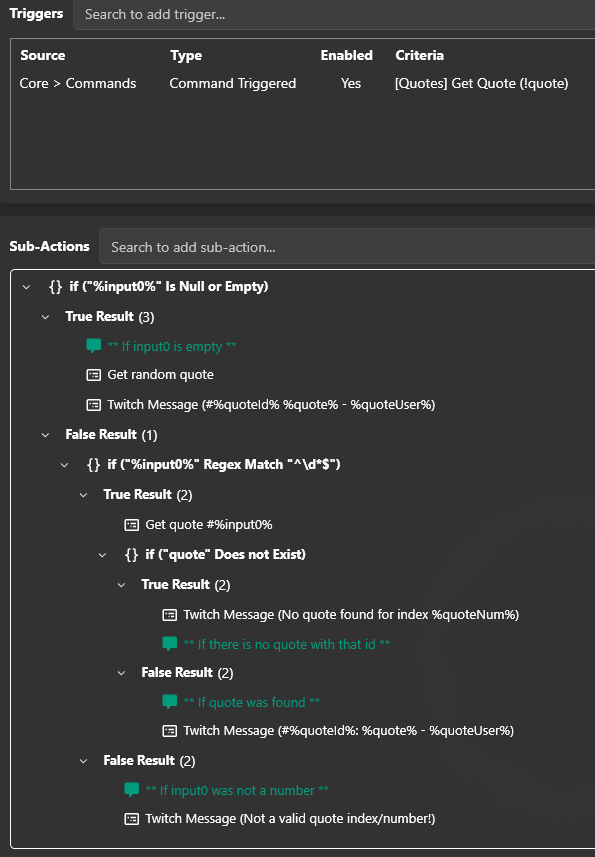 Triggers Search to add trigger...
Source Type Enabled Criteria
Core > Commands Command Triggered Yes [Quotes] Get Quote (!quote)
Sub-Actions Search to add sub-action...
{} if ("%input0%" Is Null or Empty)
True Result (3)
** If input0 is empty **
Get random quote
Twitch Message (#%quoteId% %quote% - %quoteUser%)
False Result (1)
{} if ("%input0%" Regex Match "^\d*$")
True Result (2)
Get quote #%input0%
{} if ("quote" Does not Exist)
True Result (2)
Twitch Message (No quote found for index %quoteNum%)
** If there is no quote with that id **
False Result (2)
** If quote was found **
Twitch Message (#%quoteId%: %quote% - %quoteUser%)
False Result (2)
** If input0 was not a number **
Twitch Message (Not a valid quote index/number!)